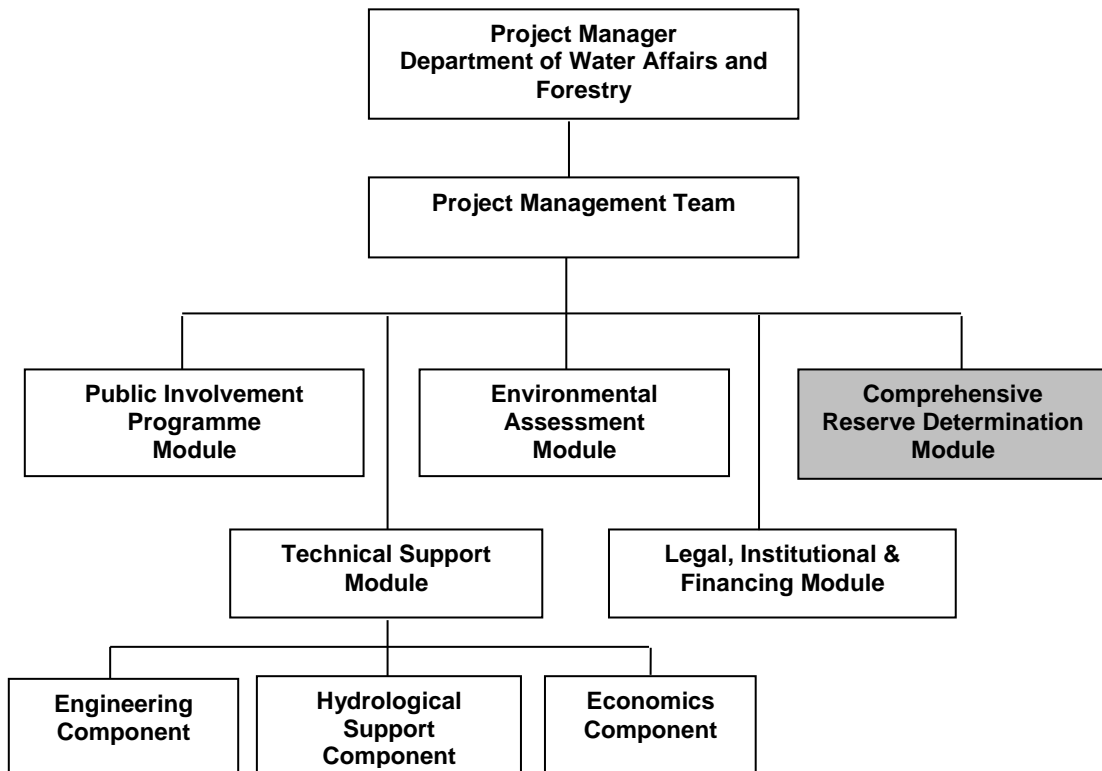 Project Manager
Department of Water Affairs and
Forestry
Project Management Team
Public Involvement
Programme
Module
Environmental
Assessment
Module
Comprehensive
Reserve Determination
Module
Technical Support
Module
Legal, Institutional &
Financing Module
Engineering
Component
Hydrological
Support
Component
Economics
Component